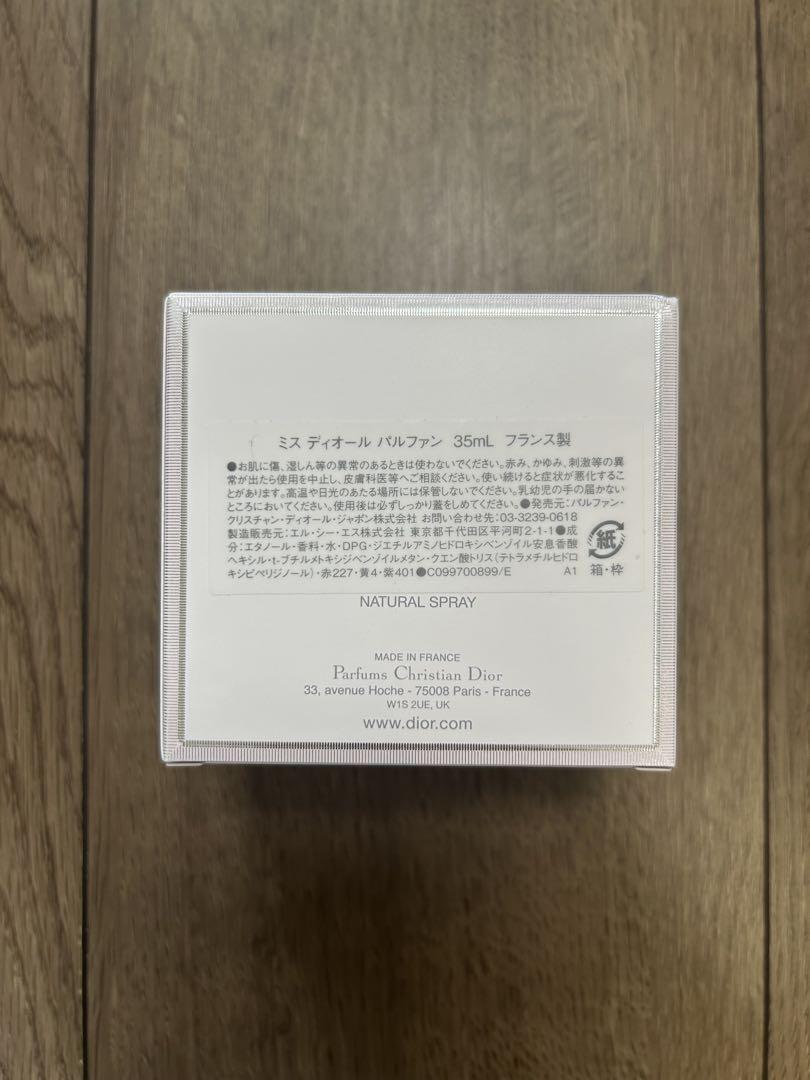 ミス ディオール パルファン 35mL フランス製
●お肌に傷、湿しん等の異常のあるときは使わないでください。赤み、かゆみ、刺激等の異
常が出たら使用を中止し、皮膚科医等へご相談ください。使い続けると症状が悪化するこ
とがあります。高温や日光のあたる場所には保管しないでください。乳幼児の手の届かない
ところにおいてください。使用後は必ずしっかり蓋をしめてください。●発売元:パルファン・
クリスチャン・ディオール・ジャポン株式会社 お問い合わせ先:03-3239-0618
製造販売元:エル・シー・エス株式会社 東京都千代田区平河町2-1-1●成
分:エタノール・香料・水・DPG・ジエチルアミノヒドロキシベンゾイル安息香酸
ヘキシル・t-ブチルメトキシジベンゾイルメタン・クエン酸トリス(テトラメチルヒドロ
キシピペリジノール)・赤227・黄4・紫401●C099700899/E A1
紙
箱・枠
NATURAL SPRAY
MADE IN FRANCE
Parfums Christian Dior
33, avenue Hoche - 75008 Paris - France
W1S 2UE, UK
www.dior.com